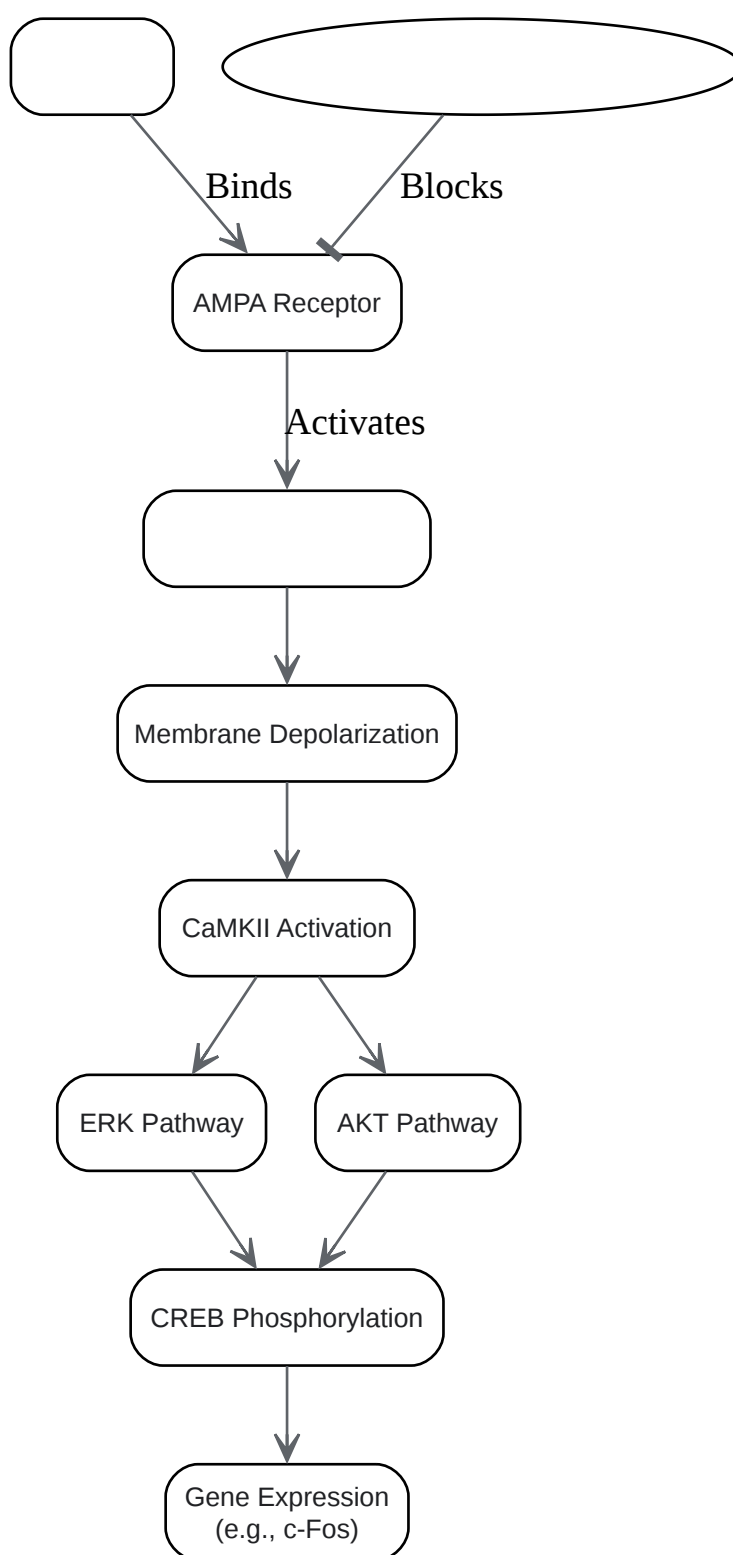 Binds
Blocks
AMPA Receptor
Activates
Membrane Depolarization
CaMKII Activation
ERK Pathway
AKT Pathway
CREB Phosphorylation
Gene Expression
(e.g., c-Fos)